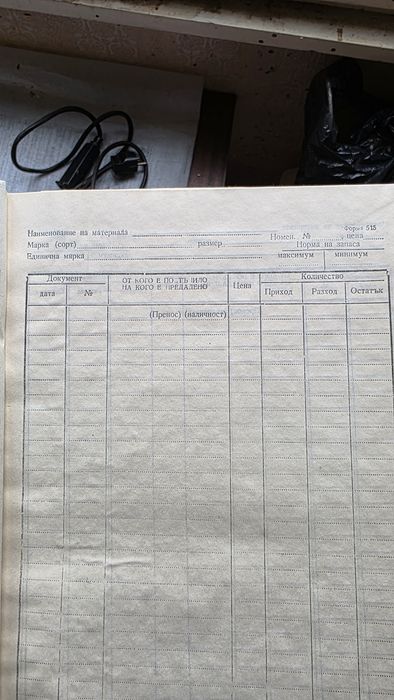 Форма 515
Наименование на материала Номен. № , цена
Марка (сорт) размер Норма на запаса
Единична мярка максимум минимум
Документ ОТ КОГО Е ПОСТЪПИЛО Количество
НА КОГО Е ПРЕДАДЕНО Цена
дата № Приход Разход Остатък
(Пренос) (наличност)